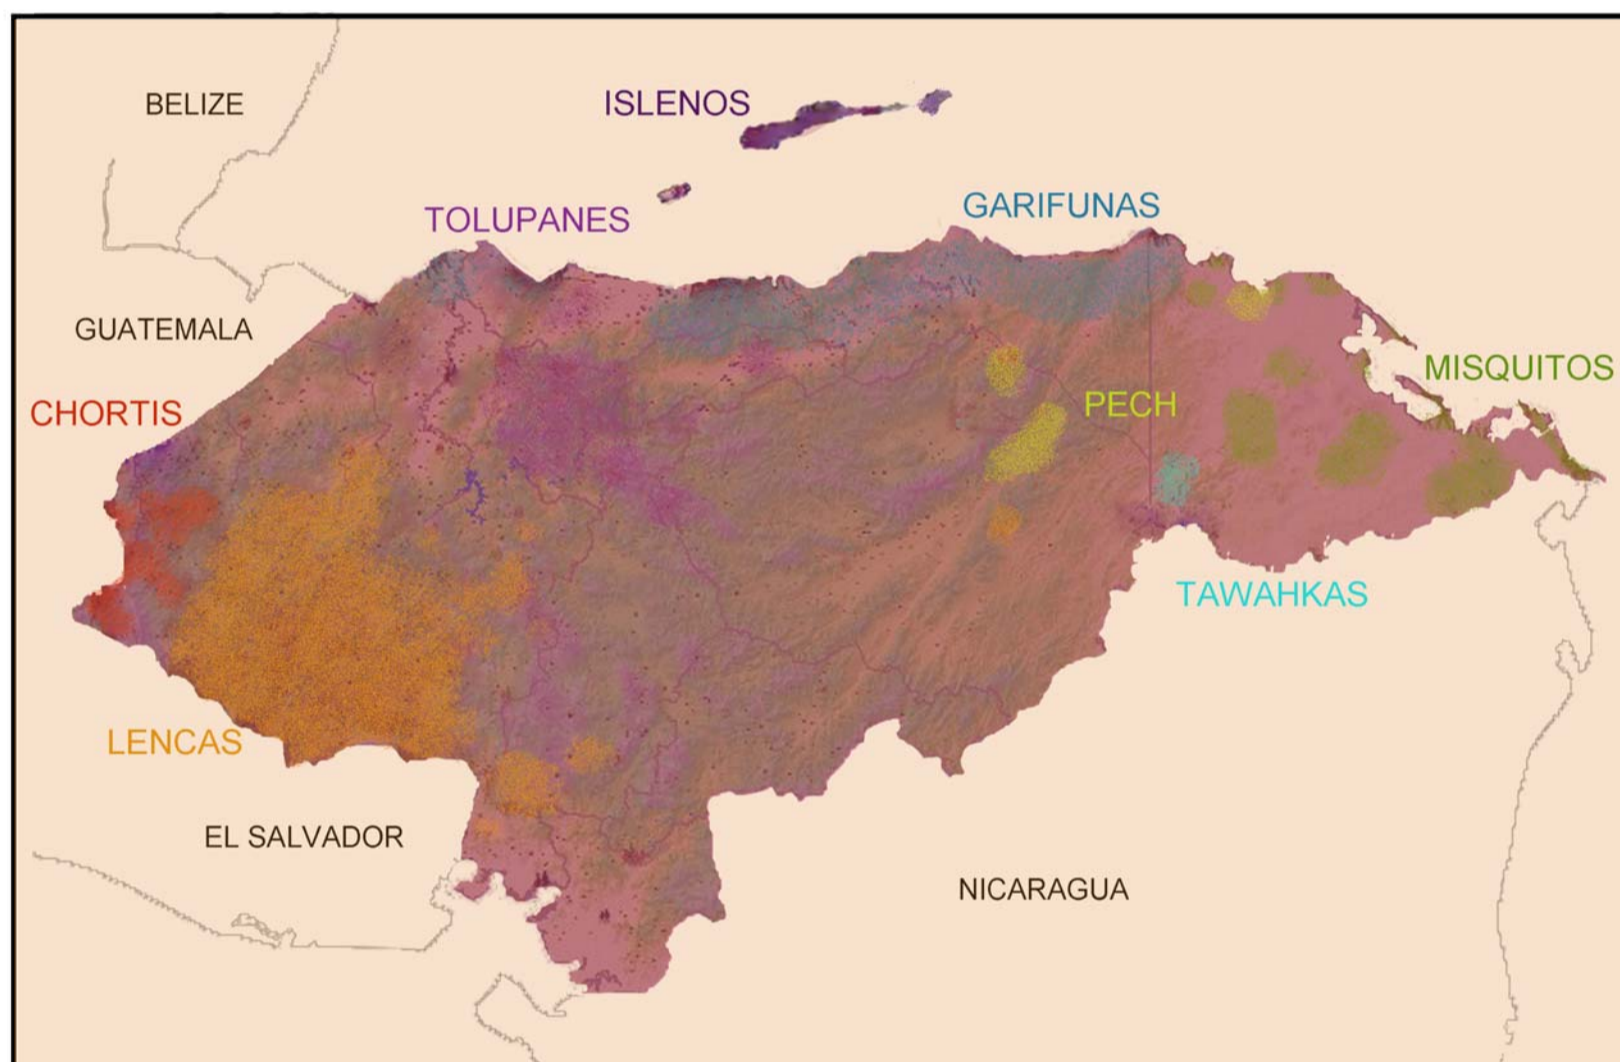 BELIZE
ISLENOS
TOLUPANES
GARIFUNAS
GUATEMALA
MISQUITOS
CHORTIS
PECH
TAWAHKAS
LENCAS
EL SALVADOR
NICARAGUA